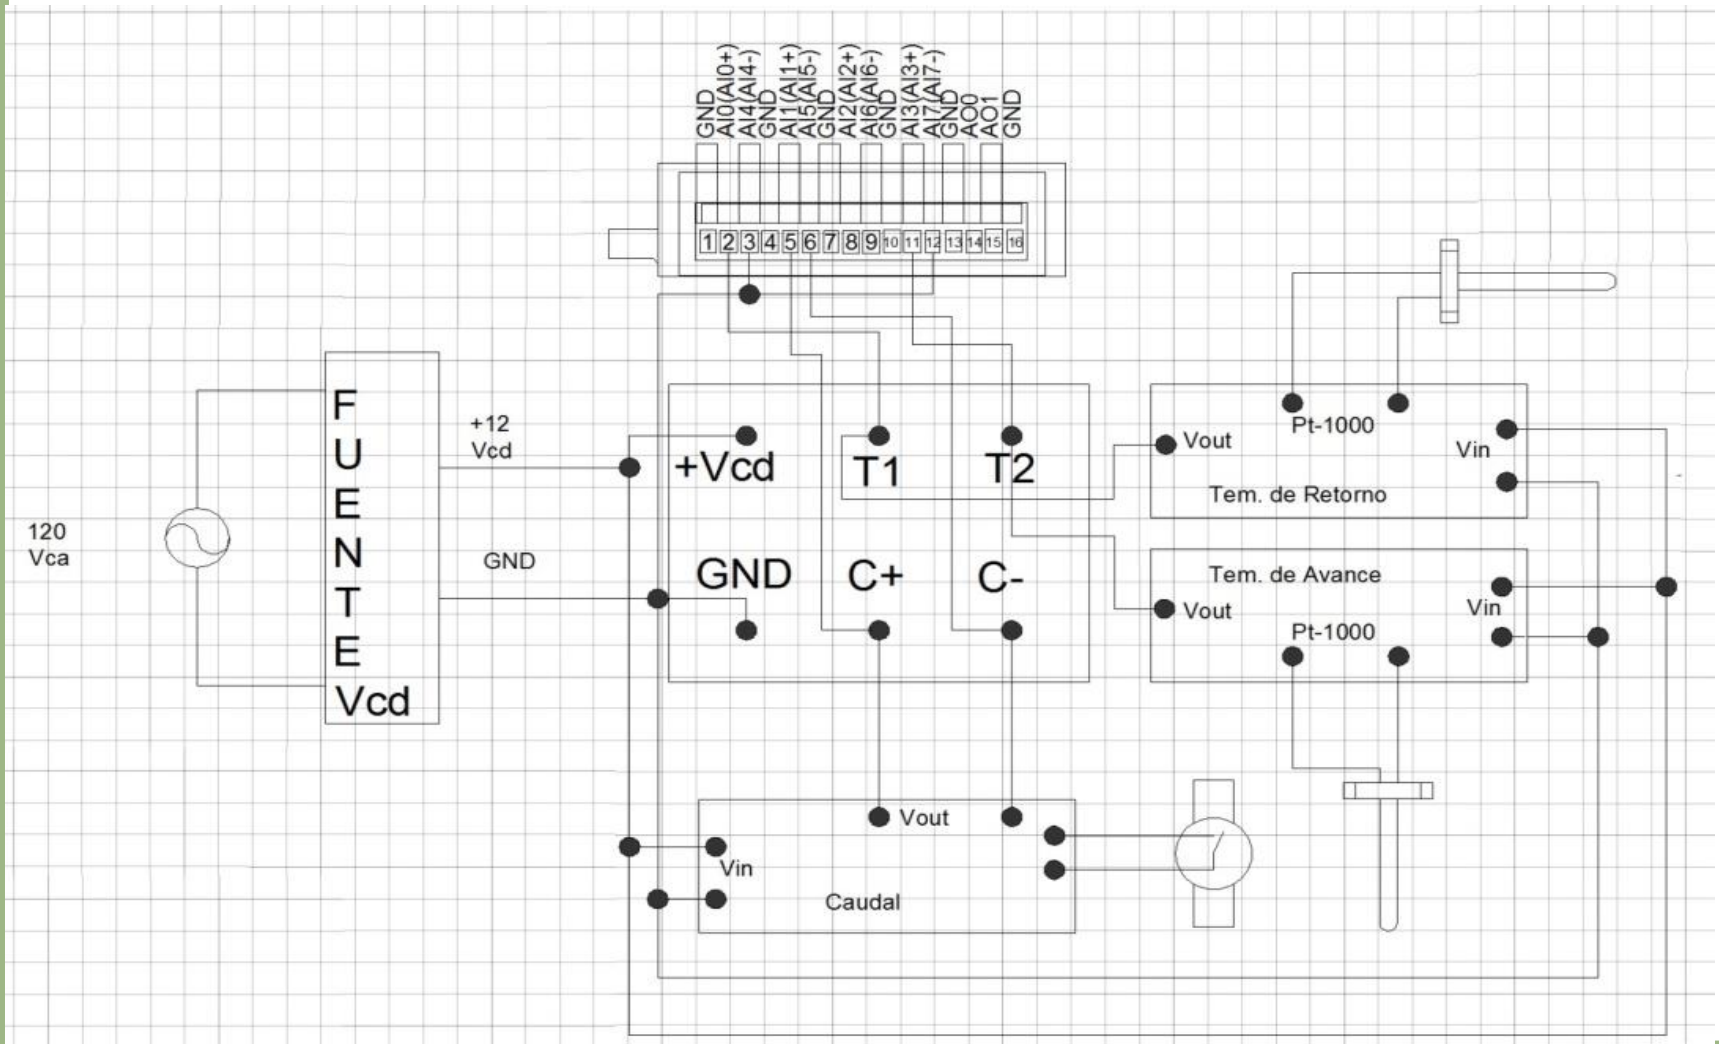 GND
AI0(AI0+)
AI4(AI4-)
GND
AI1(AI1+)
AI5(AI5-)
GND
AI2(AI2+)
AI6(AI6-)
GND
AI3(AI3+)
AI7(AI7-)
GND
AO0
AO1
GND
1 2 3 4 5 6 7 8 9 10 11 12 13 14 15 16
120
Vca
F
U
E
N
T
E
Vcd
+12
Vcd
GND
+Vcd
T1
T2
GND
C+
C-
Vout
Pt-1000
Vin
Tem. de Retorno
Tem. de Avance
Vout
Vin
Pt-1000
Vout
Vin
Caudal